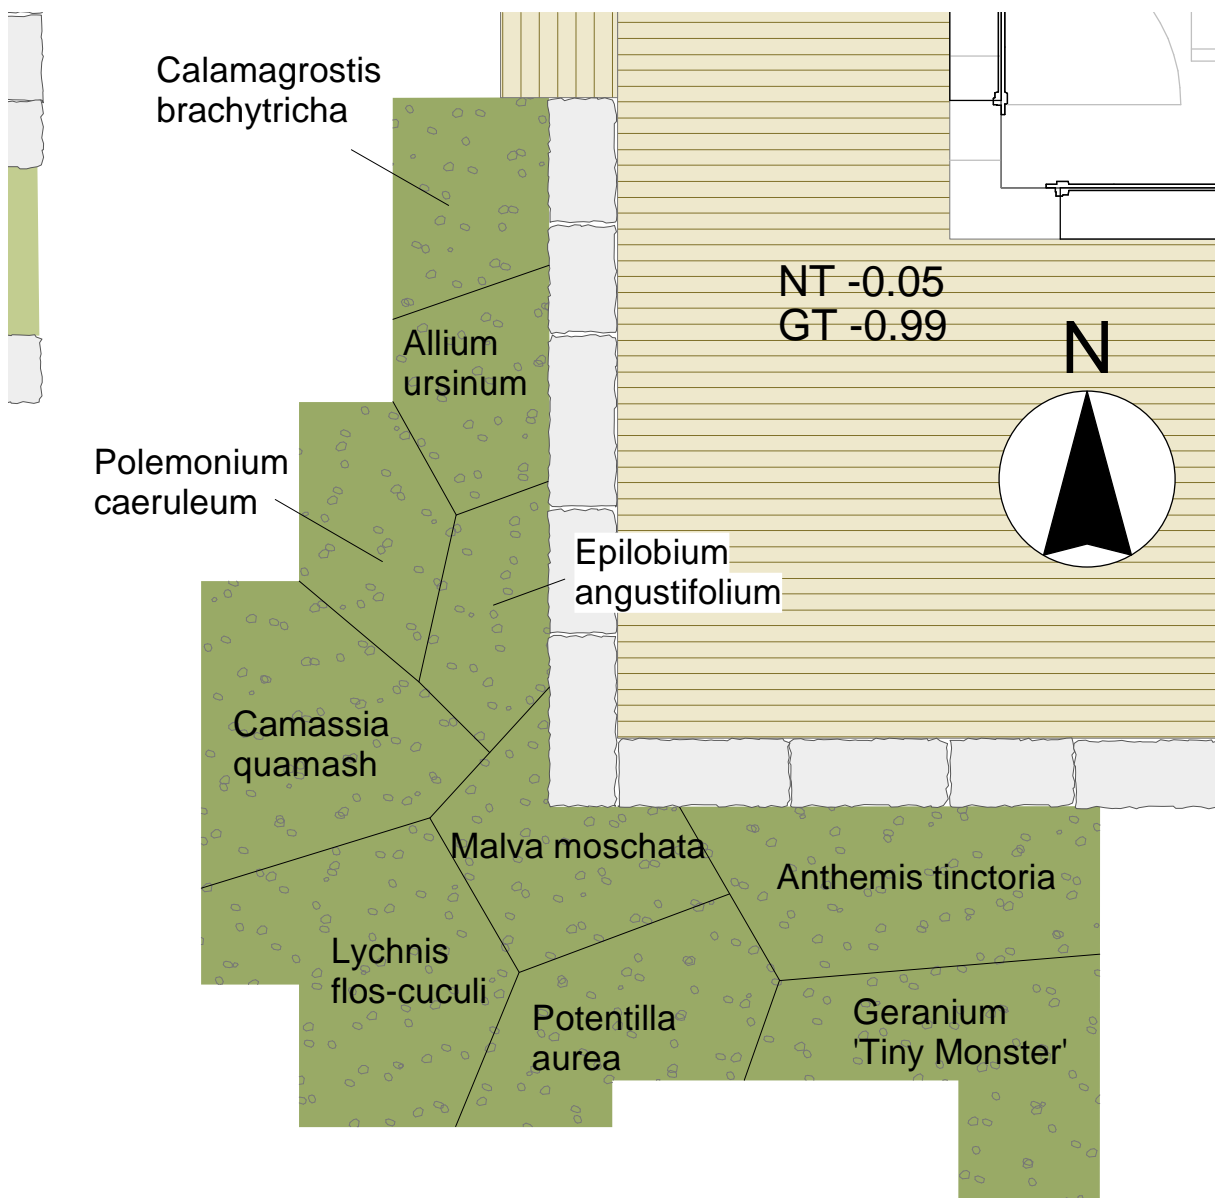 Calamagrostis
brachytricha
NT -0.05
GT -0.99
N
Allium
ursinum
Polemonium
caeruleum
Epilobium
angustifolium
Camassia
quamash
Malva moschata
Anthemis tinctoria
Lychnis
flos-cuculi
Potentilla
aurea
Geranium
'Tiny Monster'